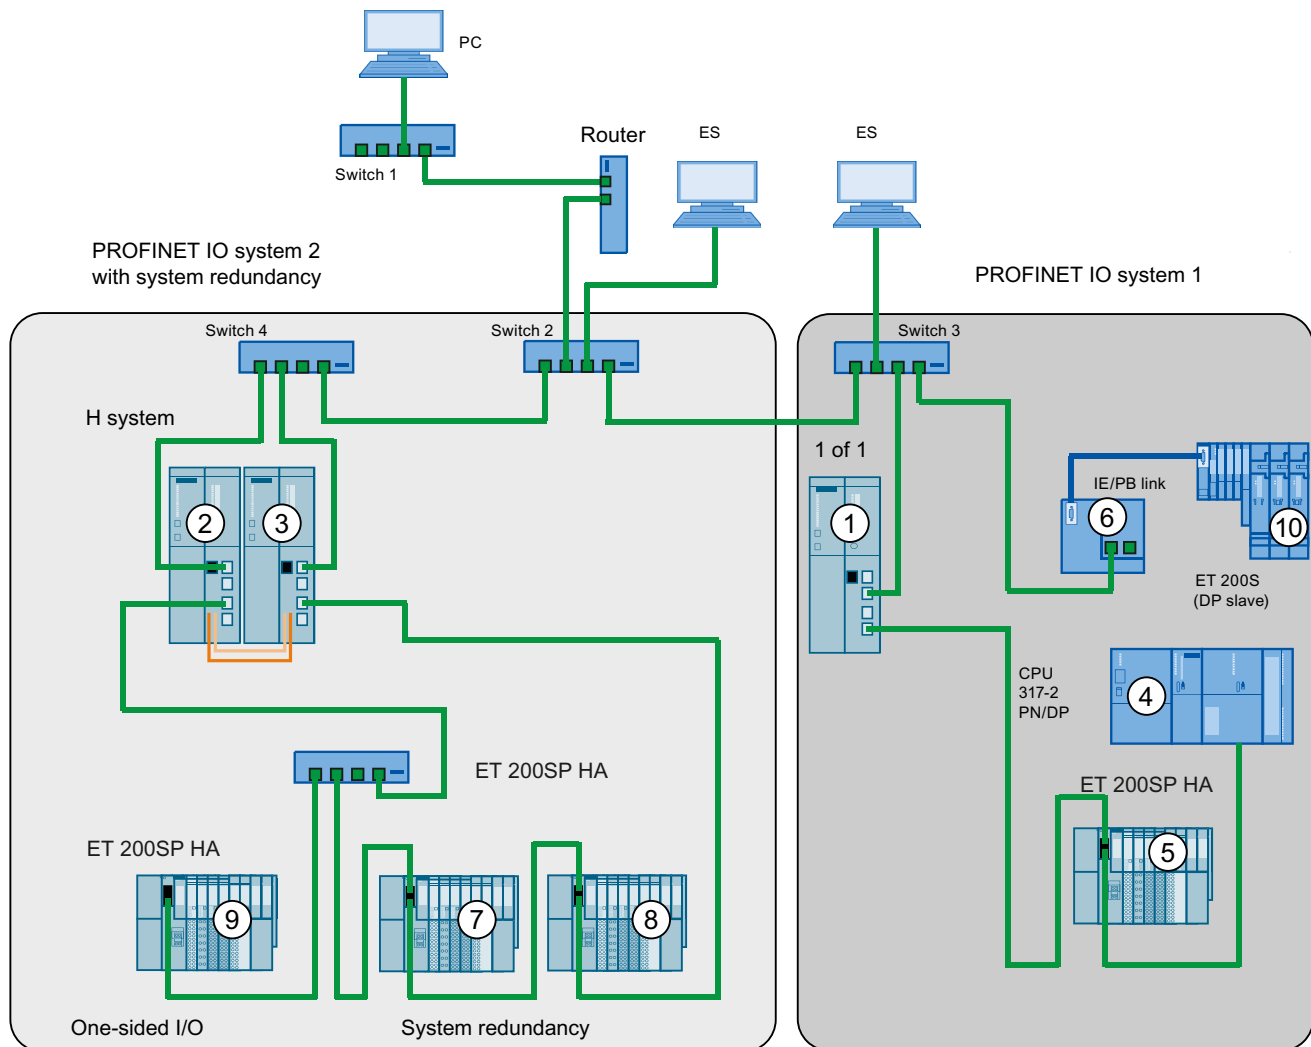 PC
Switch 1
Router
ES
ES
PROFINET IO system 2
with system redundancy
PROFINET IO system 1
Switch 4
Switch 2
Switch 3
H system
1 of 1
IE/PB link
2
3
1
6
10
ET 200S
(DP slave)
CPU
317-2
PN/DP
4
ET 200SP HA
ET 200SP HA
ET 200SP HA
5
9
7
8
One-sided I/O
System redundancy